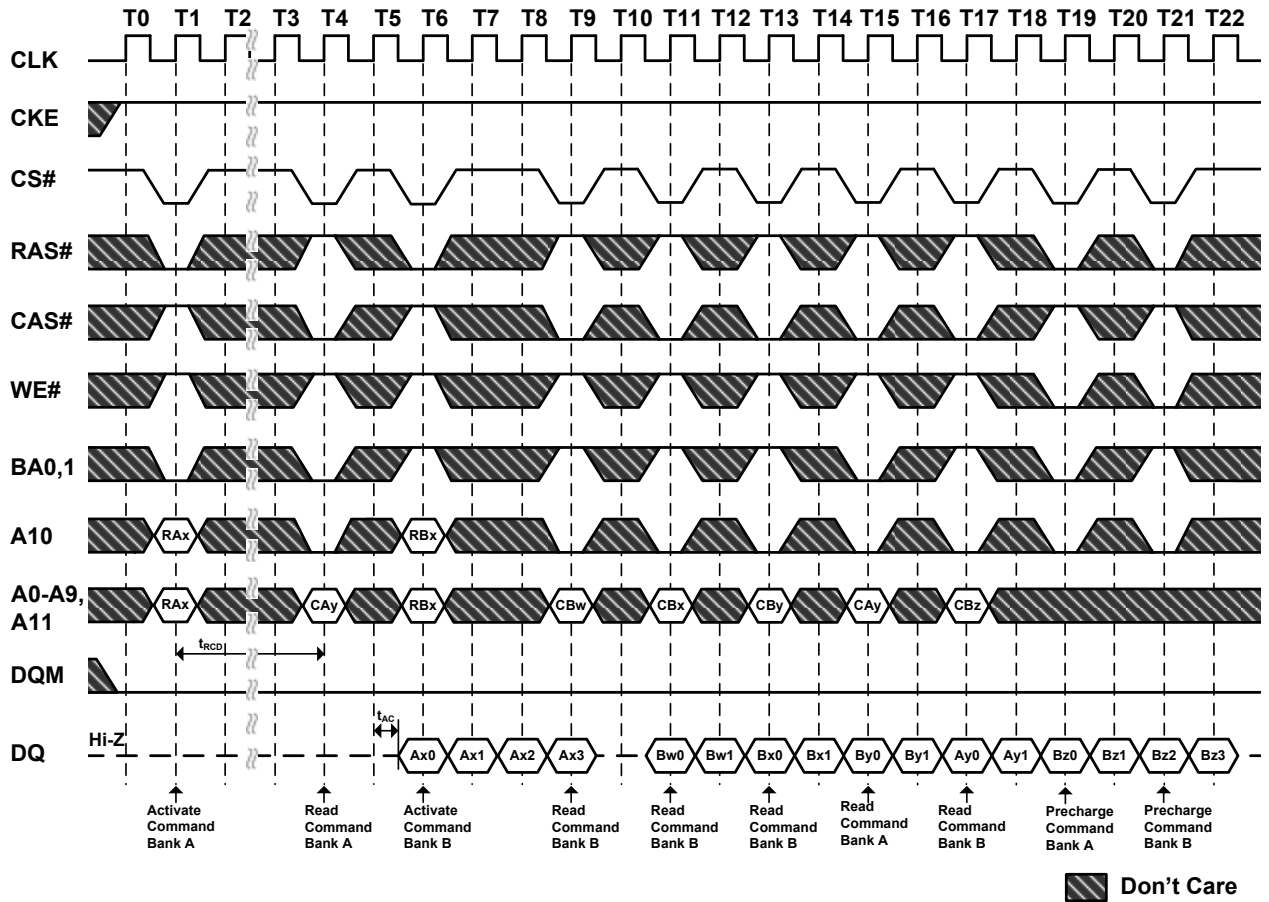 T0 T1 T2 T3 T4 T5 T6 T7 T8 T9 T10 T11 T12 T13 T14 T15 T16 T17 T18 T19 T20 T21 T22
CLK
CKE
CS#
RAS#
CAS#
WE#
BA0,1
A10 RAx RBx
A0-A9, A11 RAx CAy RBx CBw CBx CBy CAy CBz
tRCD
DQM
tAC
DQ Hi-Z Ax0 Ax1 Ax2 Ax3 Bw0 Bw1 Bx0 Bx1 By0 By1 Ay0 Ay1 Bz0 Bz1 Bz2 Bz3
Activate Command Bank A
Read Command Bank A
Activate Command Bank B
Read Command Bank B
Read Command Bank B
Read Command Bank B
Read Command Bank A
Read Command Bank B
Precharge Command Bank A
Precharge Command Bank B
Don't Care